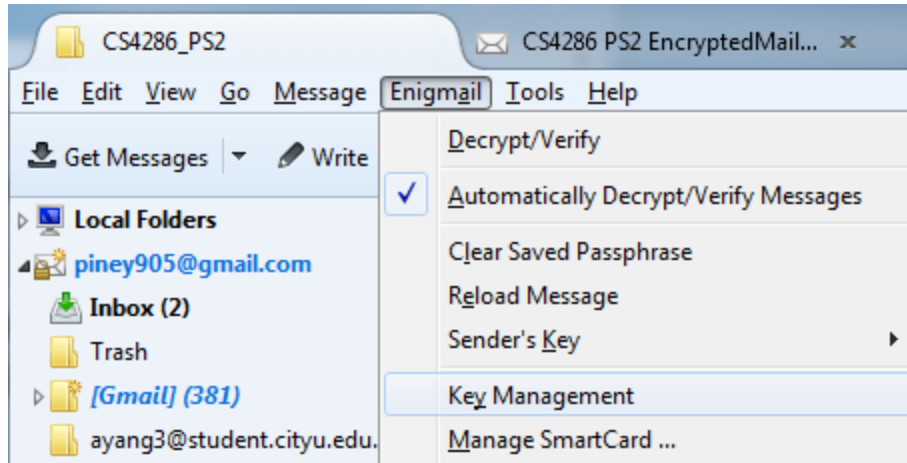 CS4286_PS2
CS4286 PS2 EncryptedMail...
File Edit View Go Message Enigmail Tools Help
Get Messages
Write
Local Folders
piney905@gmail.com
Inbox (2)
Trash
[Gmail] (381)
ayang3@student.cityu.edu.
Decrypt/Verify
Automatically Decrypt/Verify Messages
Clear Saved Passphrase
Reload Message
Sender's Key
Key Management
Manage SmartCard ...